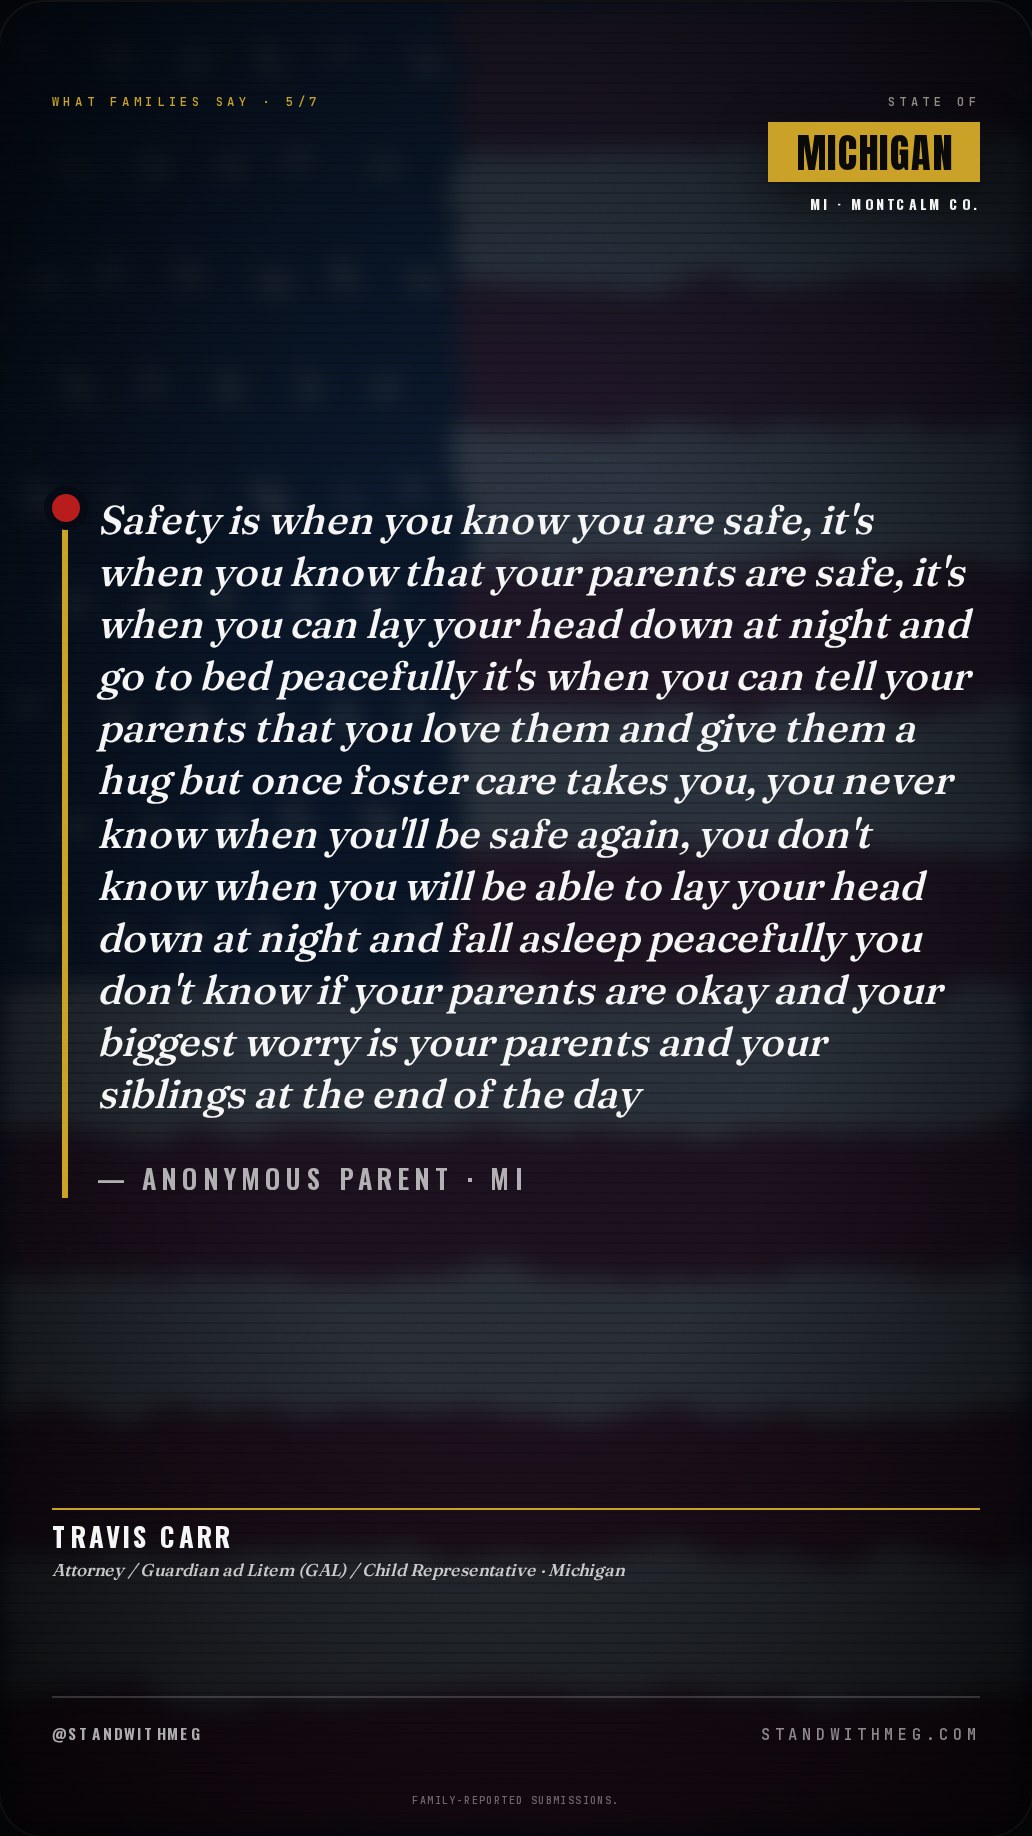 WHAT FAMILIES SAY · 5/7
STATE OF
MICHIGAN
MI · MONTCALM CO.
Safety is when you know you are safe, it's
when you know that your parents are safe, it's
when you can lay your head down at night and
go to bed peacefully it's when you can tell your
parents that you love them and give them a
hug but once foster care takes you, you never
know when you'll be safe again, you don't
know when you will be able to lay your head
down at night and fall asleep peacefully you
don't know if your parents are okay and your
biggest worry is your parents and your
siblings at the end of the day
— ANONYMOUS PARENT · MI
TRAVIS CARR
Attorney / Guardian ad Litem (GAL) / Child Representative · Michigan
@STANDWITHMEG
STANDWITHMEG.COM
FAMILY-REPORTED SUBMISSIONS.